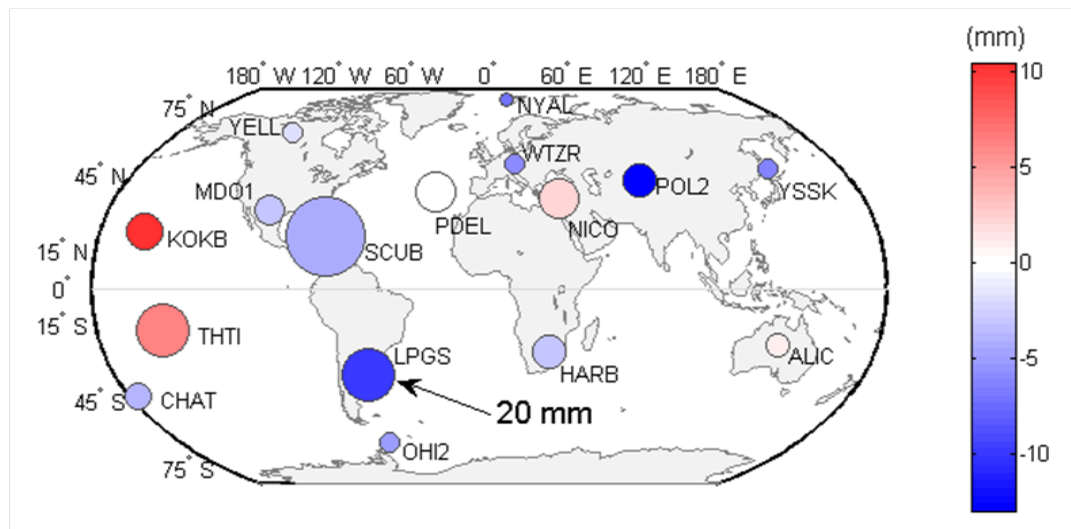 (mm)
180° W 120° W 60° W 0° 60° E 120° E 180° E
75° N
45° N
15° N
0°
15° S
45° S
75° S
NYAL
YELL
WTZR
MDO1
POL2
YSSK
PDEL
NICO
KOKB
SCUB
THTI
LPGS
ALIC
HARB
CHAT
20 mm
OHI2
10
5
0
-5
-10